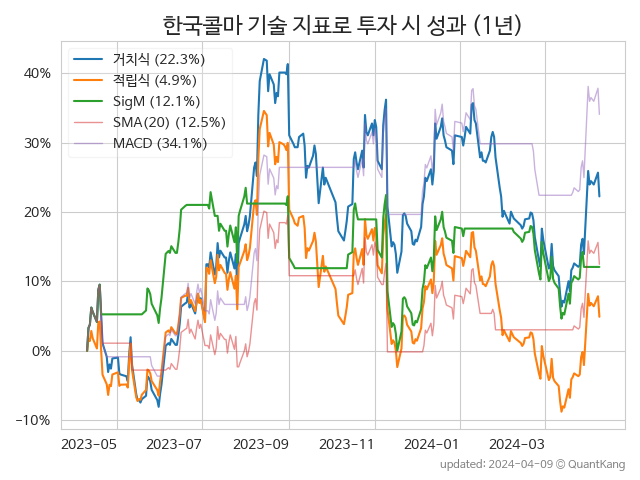 한국콜마 기술 지표로 투자 시 성과 (1년)
거치식 (22.3%)
적립식 (4.9%)
SigM (12.1%)
SMA(20) (12.5%)
MACD (34.1%)
40%
30%
20%
10%
0%
−10%
2023-05 2023-07 2023-09 2023-11 2024-01 2024-03
updated: 2024-04-09 @ QuantKang